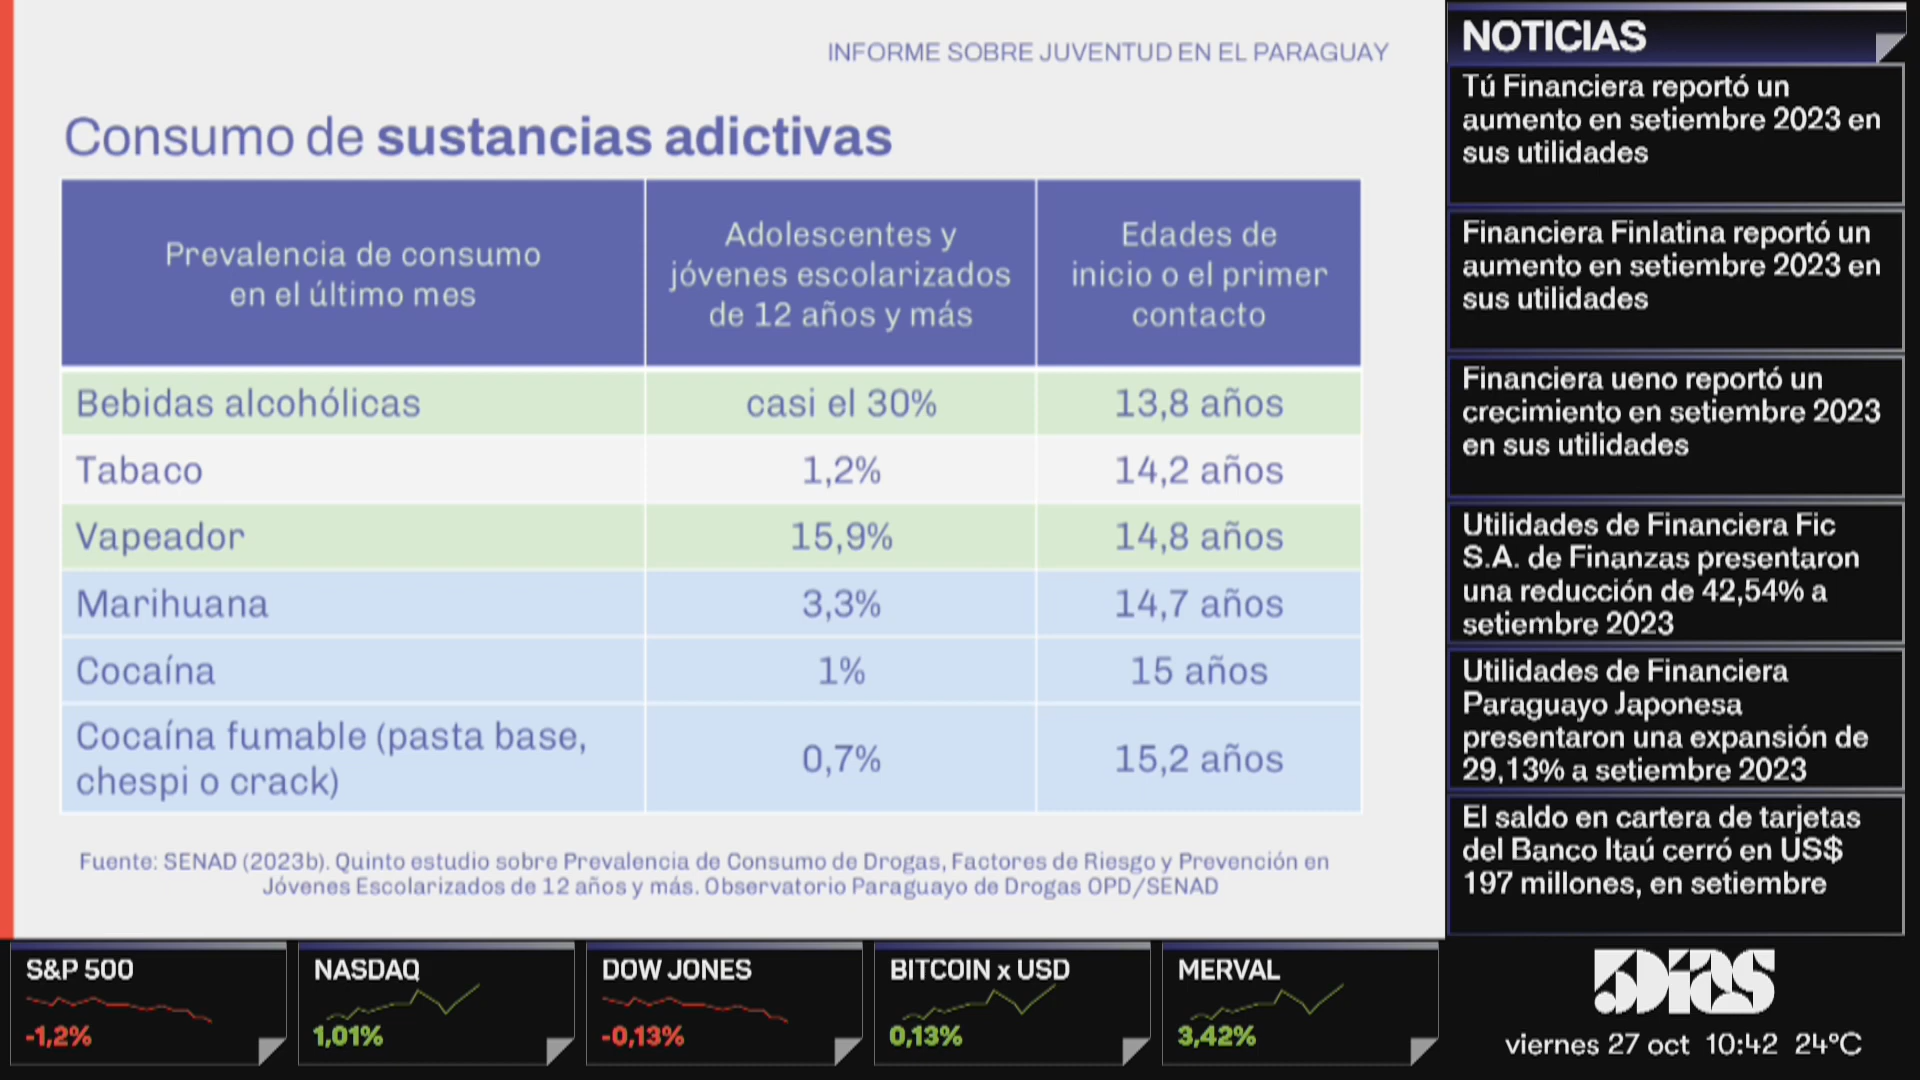 INFORME SOBRE JUVENTUD EN EL PARAGUAY
Consumo de sustancias adictivas
Prevalencia de consumo
en el último mes
Adolescentes y
jóvenes escolarizados
de 12 años y más
Edades de
inicio o el primer
contacto
Bebidas alcohólicas casi el 30% 13,8 años
Tabaco 1,2% 14,2 años
Vapeador 15,9% 14,8 años
Marihuana 3,3% 14,7 años
Cocaína 1% 15 años
Cocaína fumable (pasta base,
chespi o crack) 0,7% 15,2 años
Fuente: SENAD (2023b). Quinto estudio sobre Prevalencia de Consumo de Drogas, Factores de Riesgo y Prevención en
Jóvenes Escolarizados de 12 años y más. Observatorio Paraguayo de Drogas OPD/SENAD
NOTICIAS
Tú Financiera reportó un
aumento en setiembre 2023 en
sus utilidades
Financiera Finlatina reportó un
aumento en setiembre 2023 en
sus utilidades
Financiera ueno reportó un
crecimiento en setiembre 2023
en sus utilidades
Utilidades de Financiera Fic
S.A. de Finanzas presentaron
una reducción de 42,54% a
setiembre 2023
Utilidades de Financiera
Paraguayo Japonesa
presentaron una expansión de
29,13% a setiembre 2023
El saldo en cartera de tarjetas
del Banco Itaú cerró en US$
197 millones, en setiembre
S&P 500
-1,2%
NASDAQ
1,01%
DOW JONES
-0,13%
BITCOIN x USD
0,13%
MERVAL
3,42%
5Días
viernes 27 oct 10:42 24°C